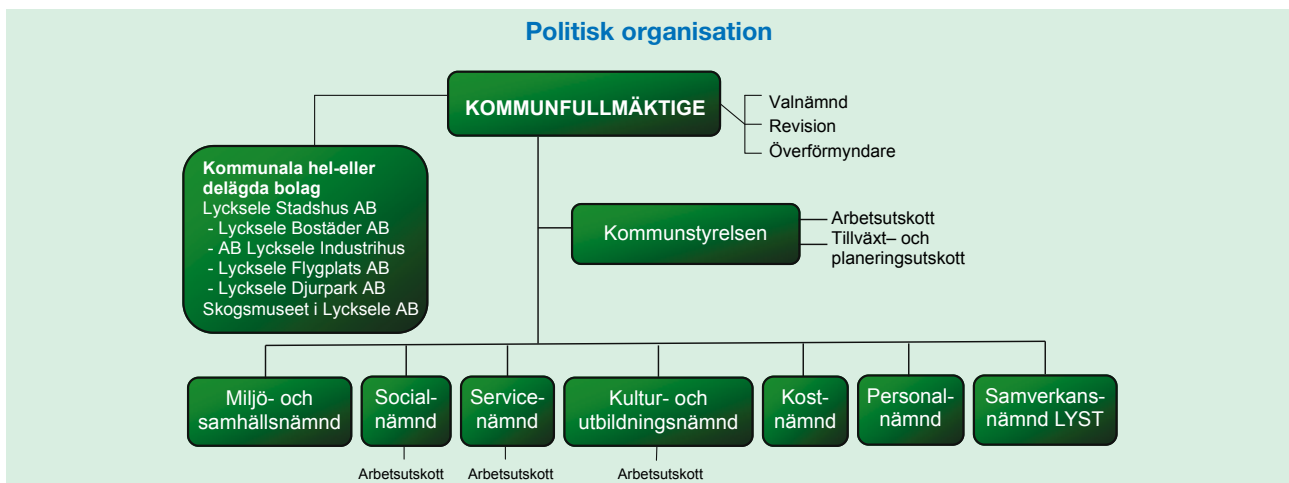 Politisk organisation
KOMMUNFULLMÄKTIGE
Valnämnd
Revision
Överförmyndare
Kommunala hel-eller
delägda bolag
Lycksele Stadshus AB
- Lycksele Bostäder AB
- AB Lycksele Industrihus
- Lycksele Flygplats AB
- Lycksele Djurpark AB
Skogsmuseet i Lycksele AB
Kommunstyrelsen
Arbetsutskott
Tillväxt– och
planeringsutskott
Miljö- och
samhällsnämnd
Social-
nämnd
Service-
nämnd
Kultur- och
utbildningsnämnd
Kost-
nämnd
Personal-
nämnd
Samverkans-
nämnd LYST
Arbetsutskott
Arbetsutskott
Arbetsutskott